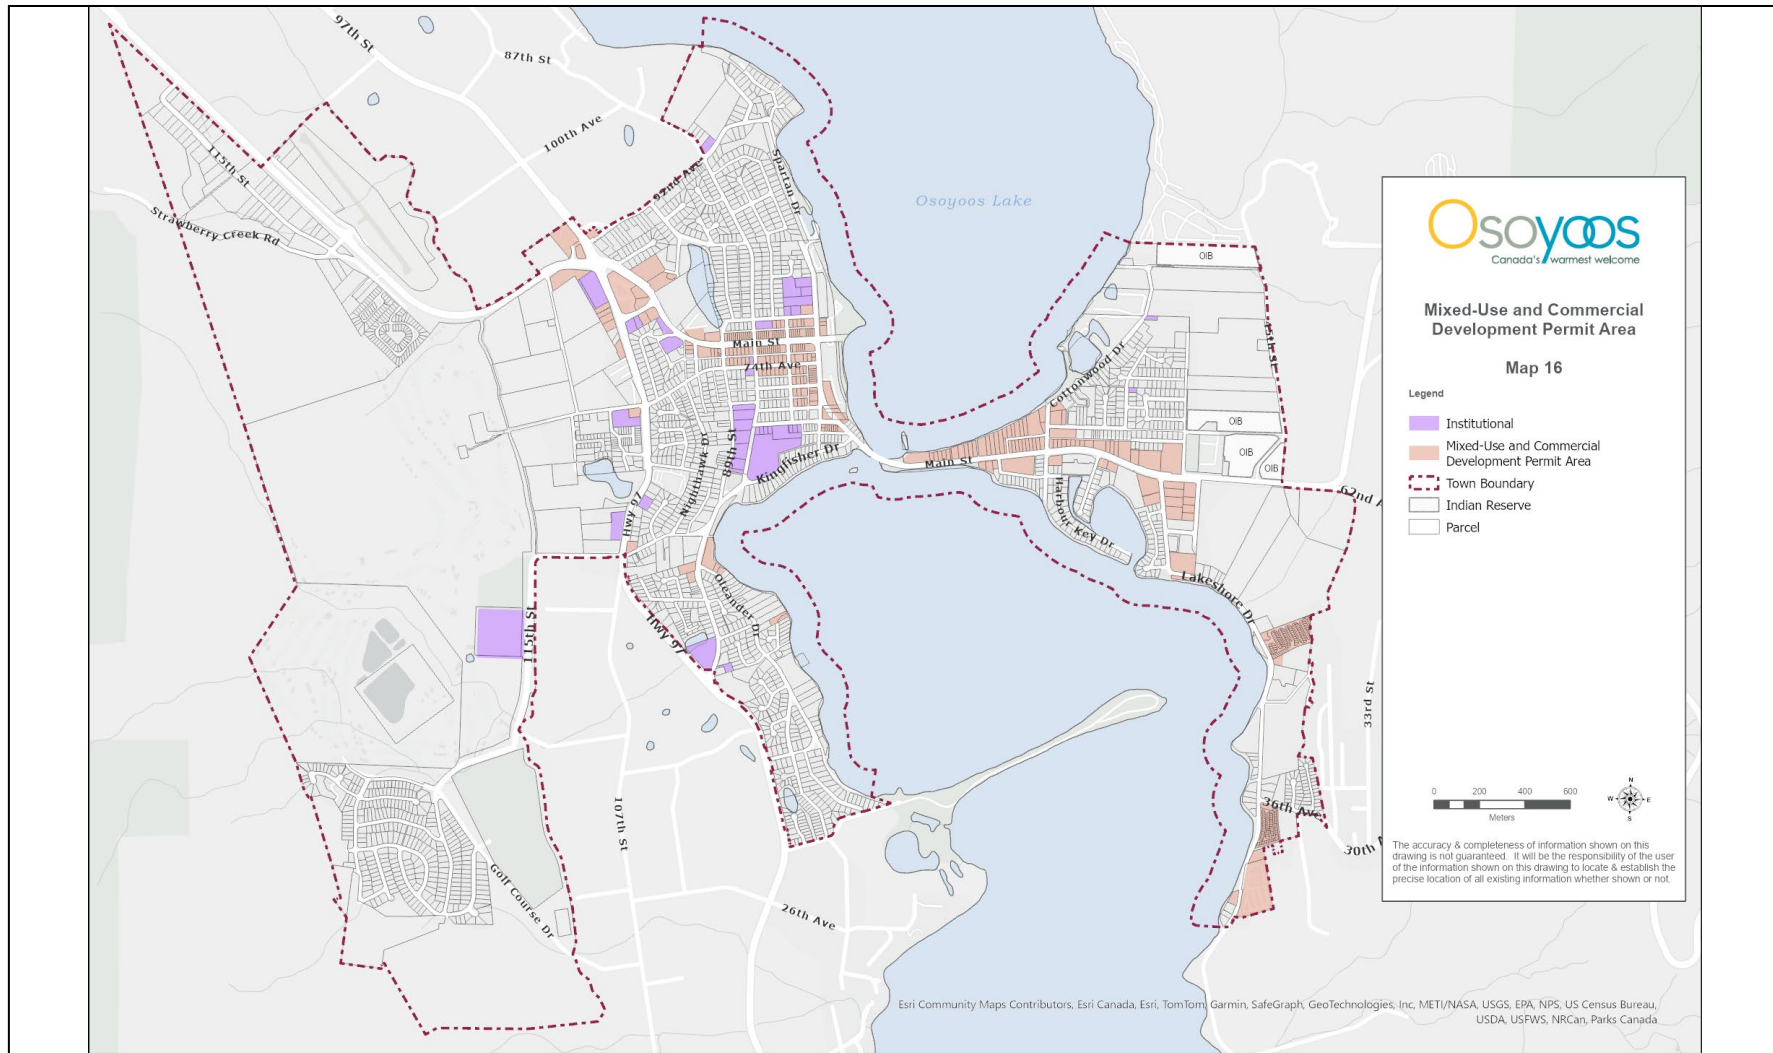 97th St
87th St
100th Ave
92nd Ave
Spartan Dr
115th St
Strawberry Creek Rd
Osoyoos Lake
OIB
45th St
Main St
74th Ave
Cottonwood Dr
OIB
OIB
OIB
Nighthawk Dr
89th St
Kingfisher Dr
Main St
Hwy 97
Harbour Key Dr
62nd A
Oleander Dr
Lakeshore Dr
115th St
Hwy 97
33rd St
107th St
36th Ave
30th A
Golf Course Dr
26th Ave
Osoyoos
Canada's warmest welcome
Mixed-Use and Commercial
Development Permit Area
Map 16
Legend
Institutional
Mixed-Use and Commercial
Development Permit Area
Town Boundary
Indian Reserve
Parcel
0 200 400 600
Meters
N
W E
S
The accuracy & completeness of information shown on this
drawing is not guaranteed. It will be the responsibility of the user
of the information shown on this drawing to locate & establish the
precise location of all existing information whether shown or not.
Esri Community Maps Contributors, Esri Canada, Esri, TomTom, Garmin, SafeGraph, GeoTechnologies, Inc, METI/NASA, USGS, EPA, NPS, US Census Bureau,
USDA, USFWS, NRCan, Parks Canada